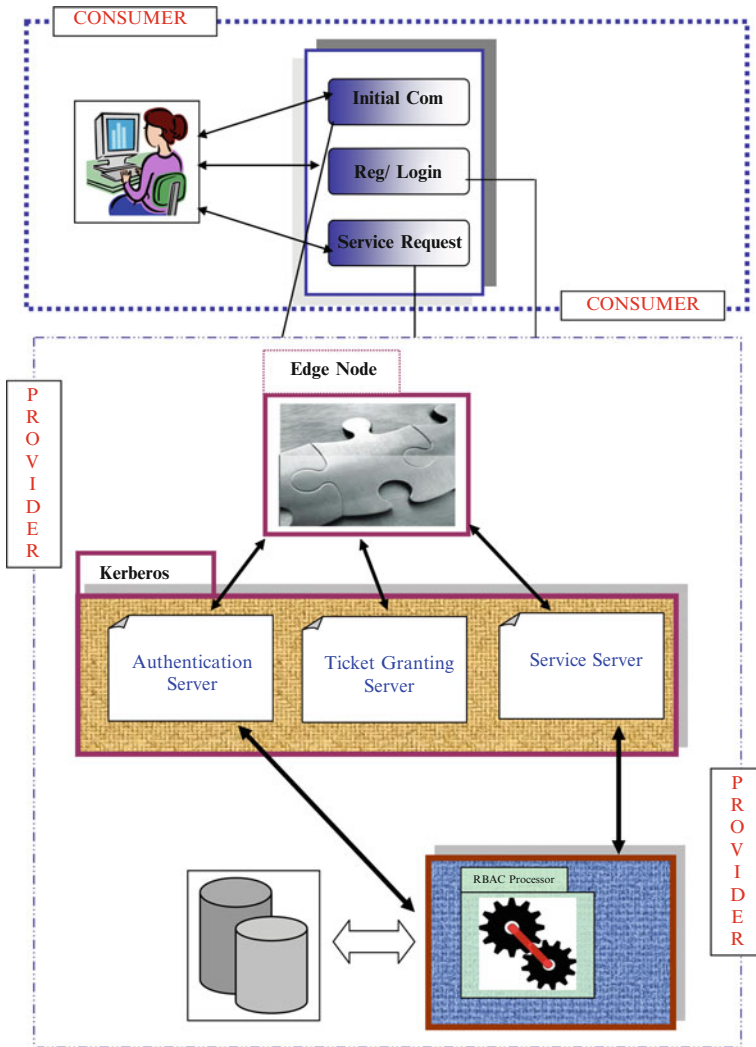 CONSUMER
Initial Com
Reg/ Login
Service Request
CONSUMER
Edge Node
PROVIDER
Kerberos
Authentication
Server
Ticket Granting
Server
Service Server
PROVIDER
RBAC Processor